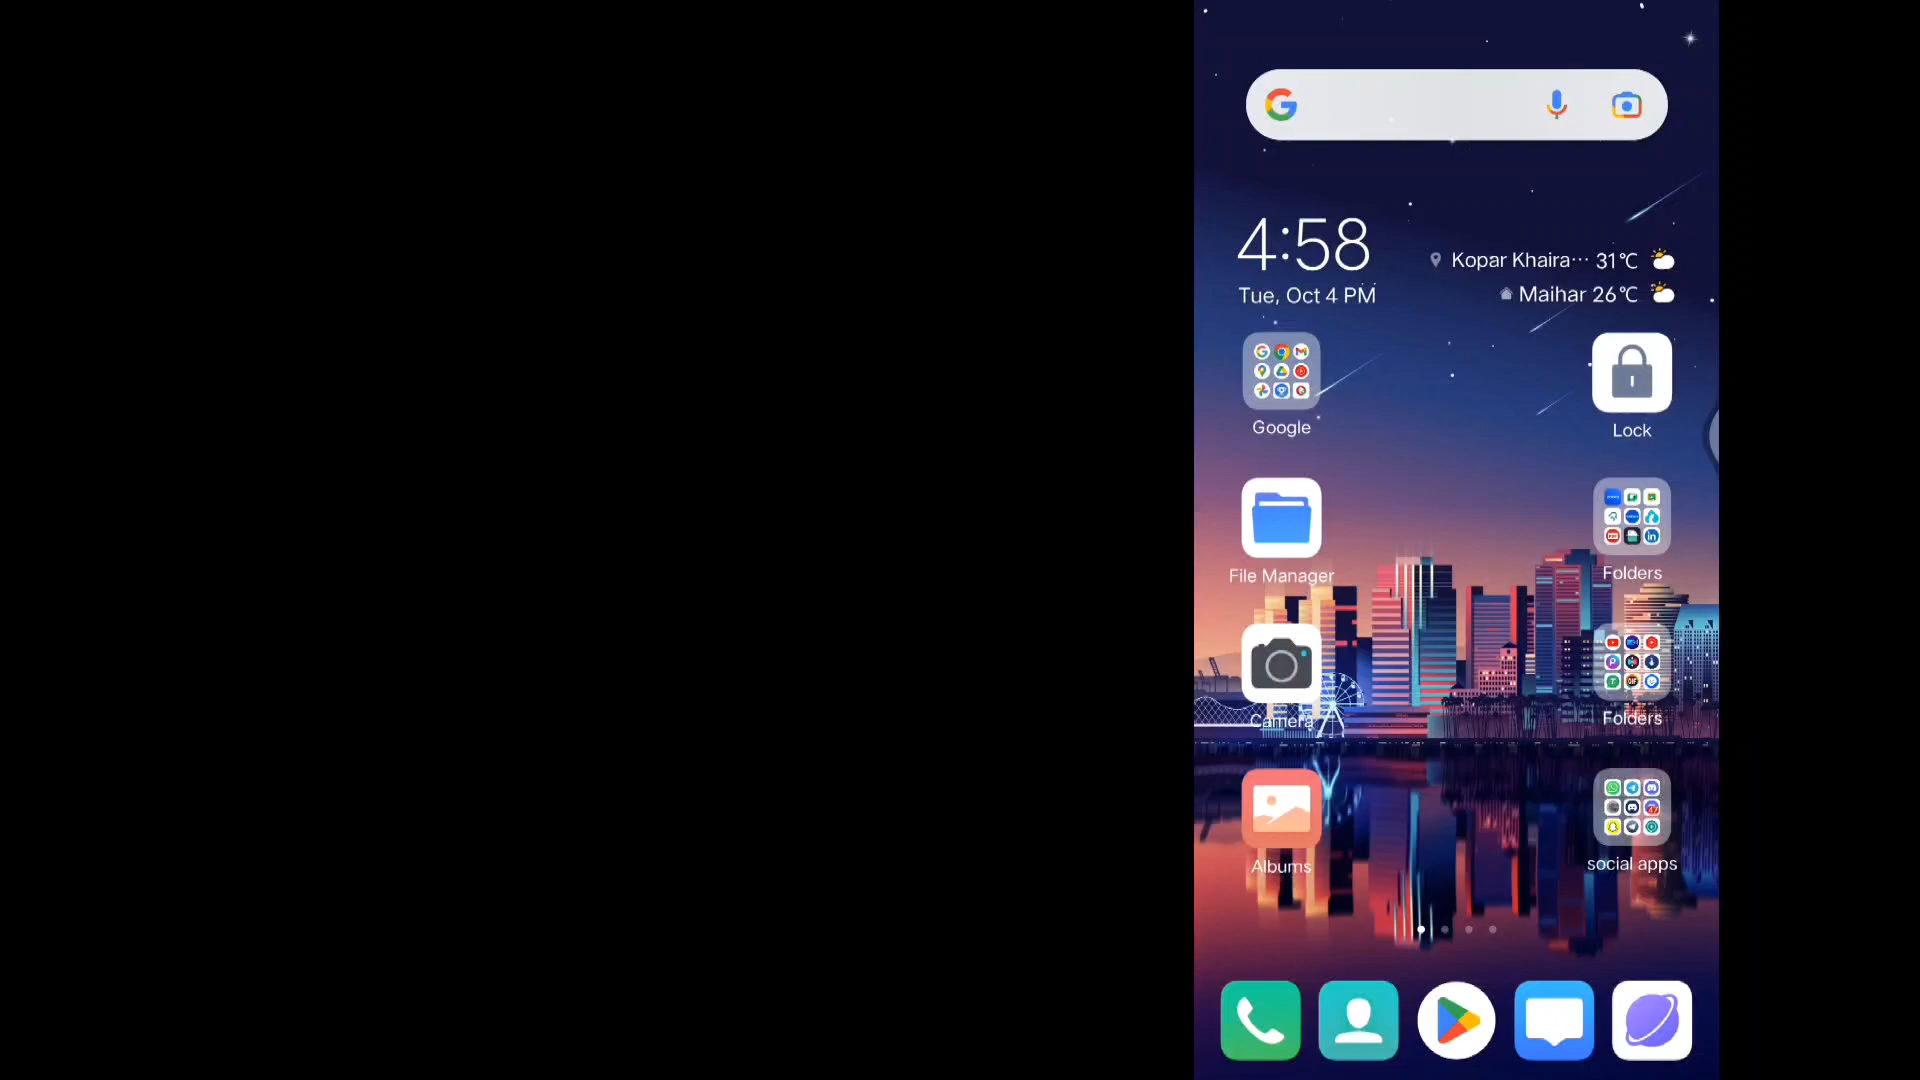 4:58
Kopar Khaira··· 31℃
Tue, Oct 4 PM
Maihar 26℃
Google
Lock
File Manager
Folders
Camera
Folders
Albums
social apps